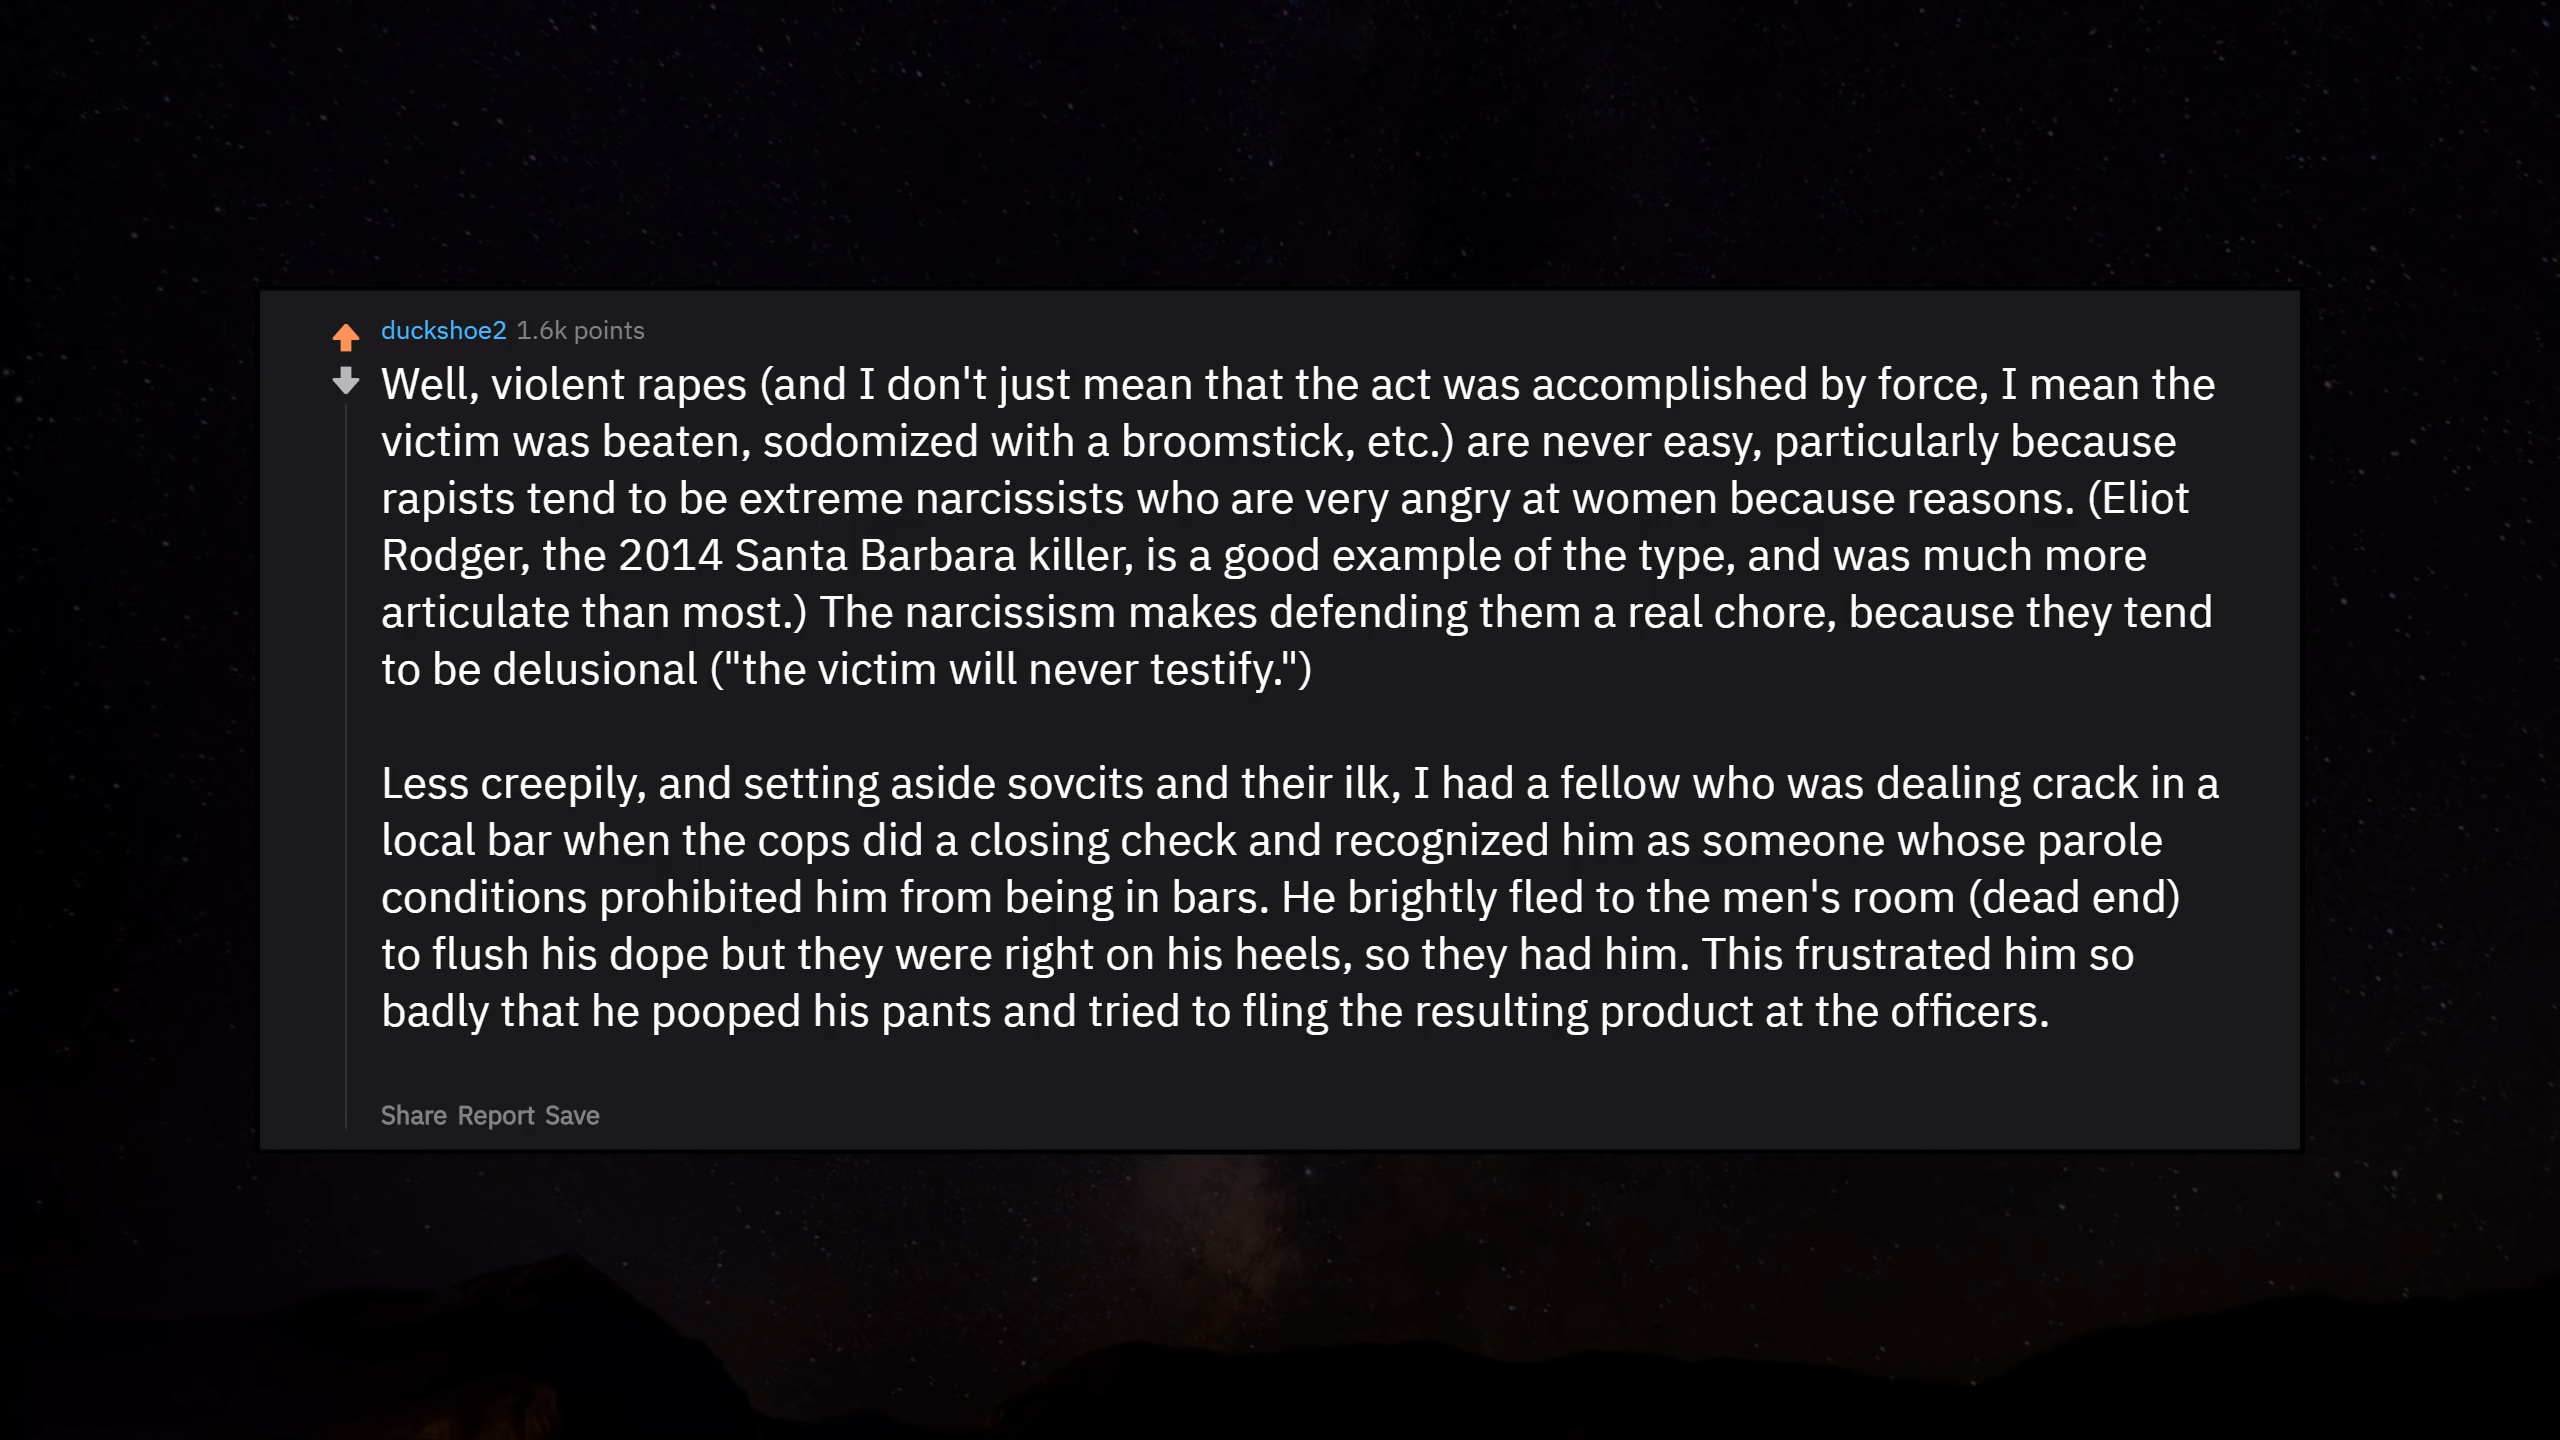 duckshoe2 1.6k points
Well, violent rapes (and I don't just mean that the act was accomplished by force, I mean the
victim was beaten, sodomized with a broomstick, etc.) are never easy, particularly because
rapists tend to be extreme narcissists who are very angry at women because reasons. (Eliot
Rodger, the 2014 Santa Barbara killer, is a good example of the type, and was much more
articulate than most.) The narcissism makes defending them a real chore, because they tend
to be delusional ("the victim will never testify.")
Less creepily, and setting aside sovcits and their ilk, I had a fellow who was dealing crack in a
local bar when the cops did a closing check and recognized him as someone whose parole
conditions prohibited him from being in bars. He brightly fled to the men's room (dead end)
to flush his dope but they were right on his heels, so they had him. This frustrated him so
badly that he pooped his pants and tried to fling the resulting product at the officers.
Share Report Save